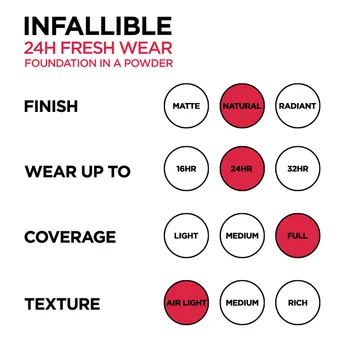 INFALLIBLE
24H FRESH WEAR
FOUNDATION IN A POWDER
FINISH MATTE NATURAL RADIANT
WEAR UP TO 16HR 24HR 32HR
COVERAGE LIGHT MEDIUM FULL
TEXTURE AIR LIGHT MEDIUM RICH